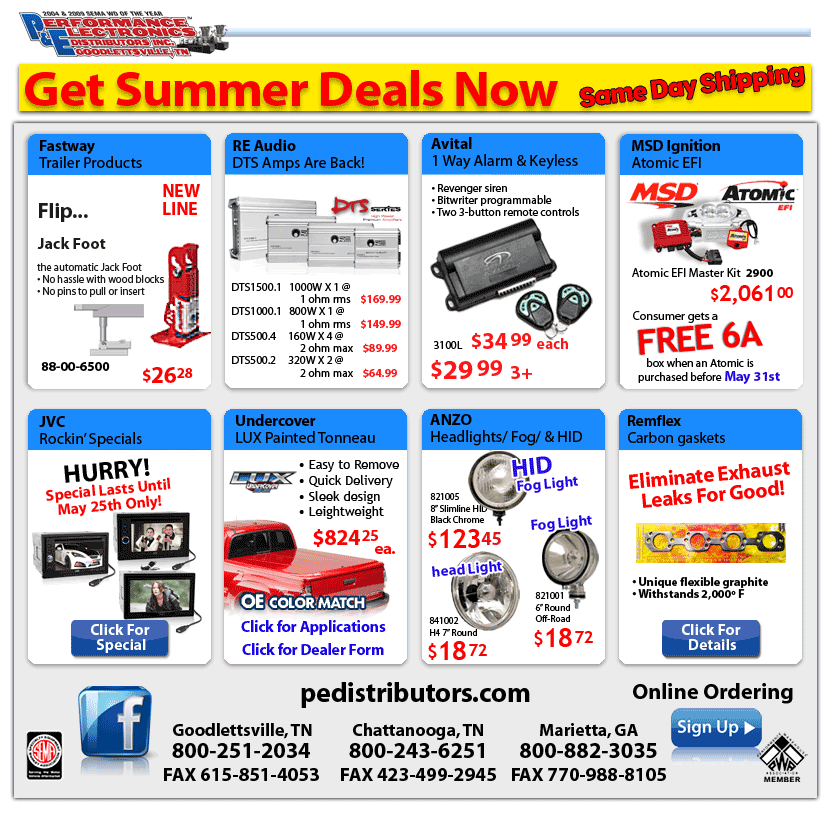 2004 & 2009 SEMA WD OF THE YEAR
PERFORMANCE
& ELECTRONICS
DISTRIBUTORS INC.
GOODLETTSVILLE, TN
Get Summer Deals Now
Same Day Shipping
Fastway
Trailer Products
NEW
LINE
Flip...
Jack Foot
the automatic Jack Foot
• No hassle with wood blocks
• No pins to pull or insert
88-00-6500
$26 28
RE Audio
DTS Amps Are Back!
DTS SERIES
High Power
Premium Amplifiers
DTS1500.1 1000W X 1 @
1 ohm rms $169.99
DTS1000.1 800W X 1 @
1 ohm rms $149.99
DTS500.4 160W X 4 @
2 ohm max $89.99
DTS500.2 320W X 2 @
2 ohm max $64.99
Avital
1 Way Alarm & Keyless
• Revenger siren
• Bitwriter programmable
• Two 3-button remote controls
3100L $34 99 each
$29 99 3+
MSD Ignition
Atomic EFI
MSD ATOMIC
EFI
Atomic EFI Master Kit 2900
$2,061 00
Consumer gets a
FREE 6A
box when an Atomic is
purchased before May 31st
JVC
Rockin' Specials
HURRY!
Special Lasts Until
May 25th Only!
Click For
Special
Undercover
LUX Painted Tonneau
LUX
UNDERCOVER
• Easy to Remove
• Quick Delivery
• Sleek design
• Leightweight
$824 25
ea.
OE COLOR MATCH
Click for Applications
Click for Dealer Form
ANZO
Headlights/ Fog/ & HID
HID
Fog Light
821005
8" Slimline HID
Black Chrome
$123 45
Fog Light
head Light
821001
6" Round
Off-Road
$18 72
841002
H4 7" Round
$18 72
Remflex
Carbon gaskets
Eliminate Exhaust
Leaks For Good!
• Unique flexible graphite
• Withstands 2,000º F
Click For
Details
pedistributors.com
Online Ordering
Sign Up
f
Goodlettsville, TN
800-251-2034
FAX 615-851-4053
Chattanooga, TN
800-243-6251
FAX 423-499-2945
Marietta, GA
800-882-3035
FAX 770-988-8105
SEMA
PWA
ASSOCIATION
MEMBER